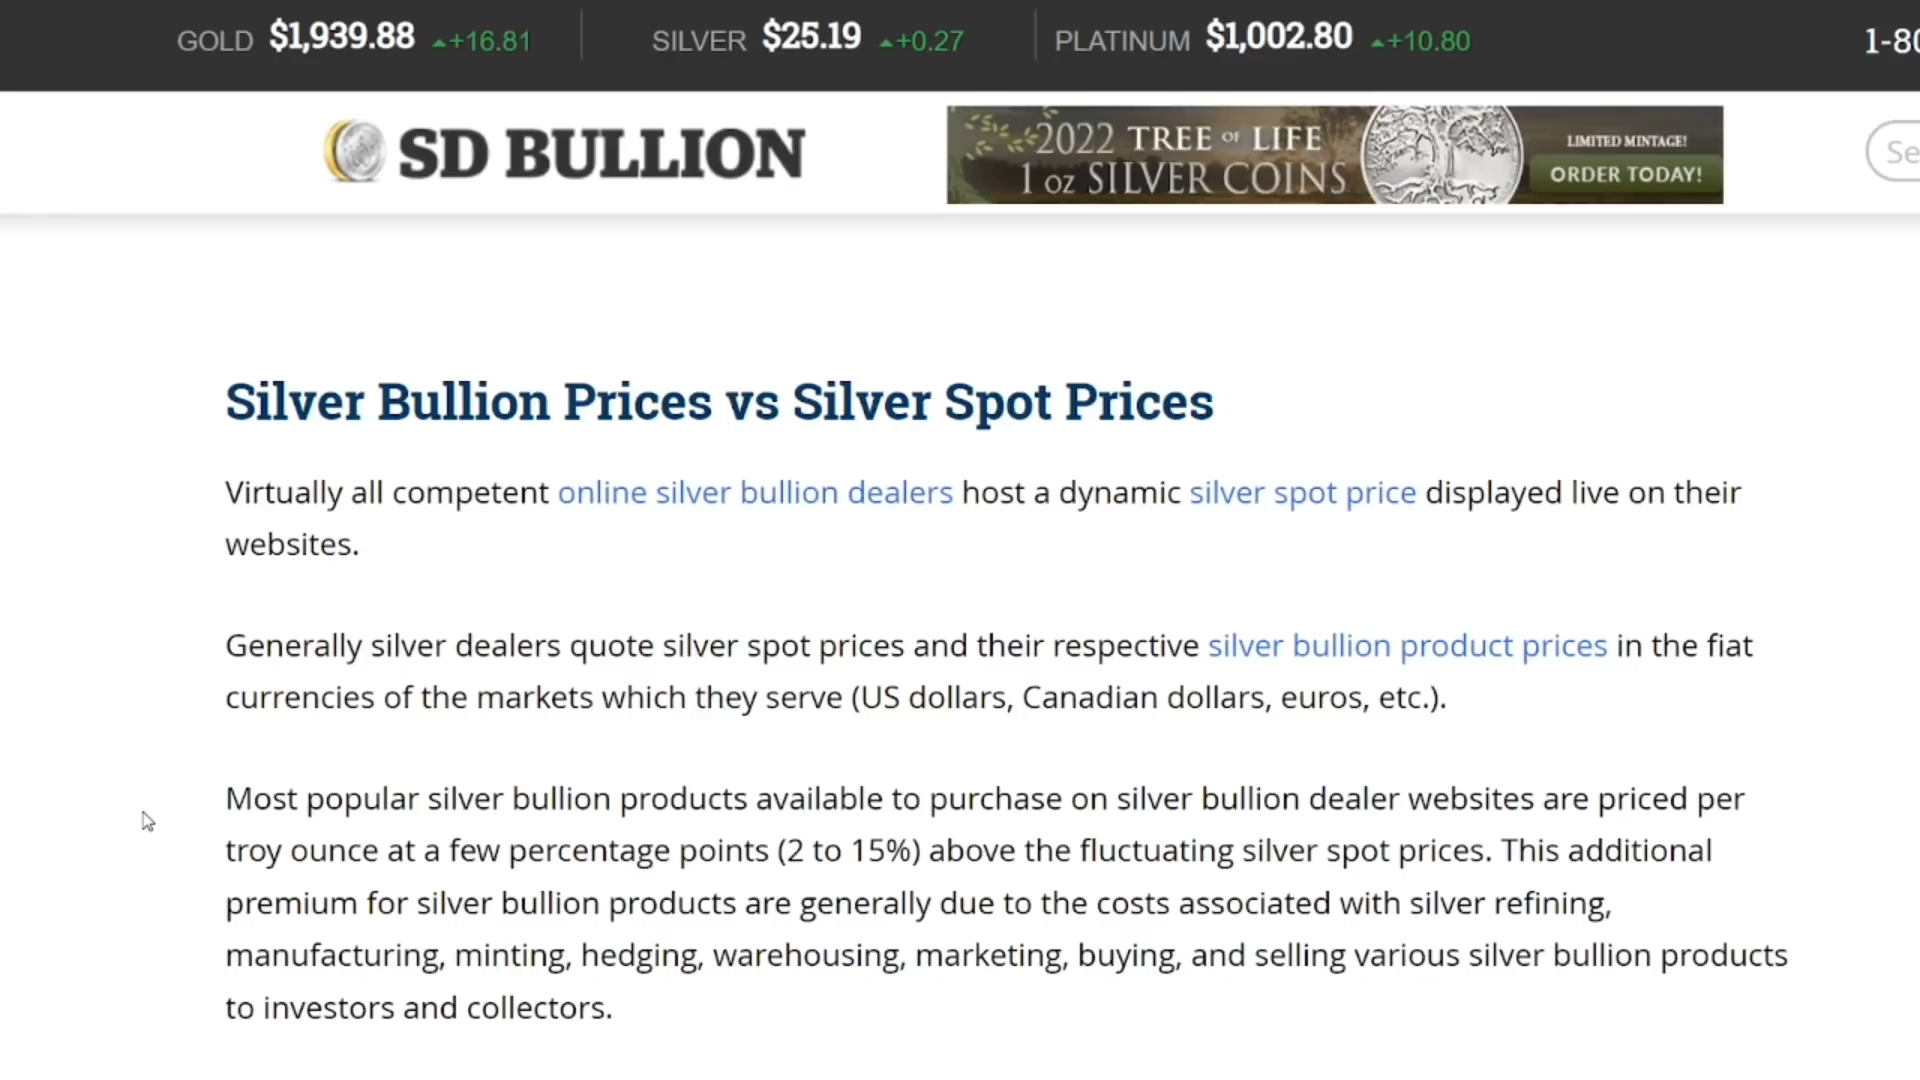 GOLD $1,939.88 ▲+16.81 SILVER $25.19 ▲+0.27 PLATINUM $1,002.80 ▲+10.80
SD BULLION
2022 TREE OF LIFE
1 OZ SILVER COINS
LIMITED MINTAGE!
ORDER TODAY!
Silver Bullion Prices vs Silver Spot Prices
Virtually all competent online silver bullion dealers host a dynamic silver spot price displayed live on their
websites.
Generally silver dealers quote silver spot prices and their respective silver bullion product prices in the fiat
currencies of the markets which they serve (US dollars, Canadian dollars, euros, etc.).
Most popular silver bullion products available to purchase on silver bullion dealer websites are priced per
troy ounce at a few percentage points (2 to 15%) above the fluctuating silver spot prices. This additional
premium for silver bullion products are generally due to the costs associated with silver refining,
manufacturing, minting, hedging, warehousing, marketing, buying, and selling various silver bullion products
to investors and collectors.